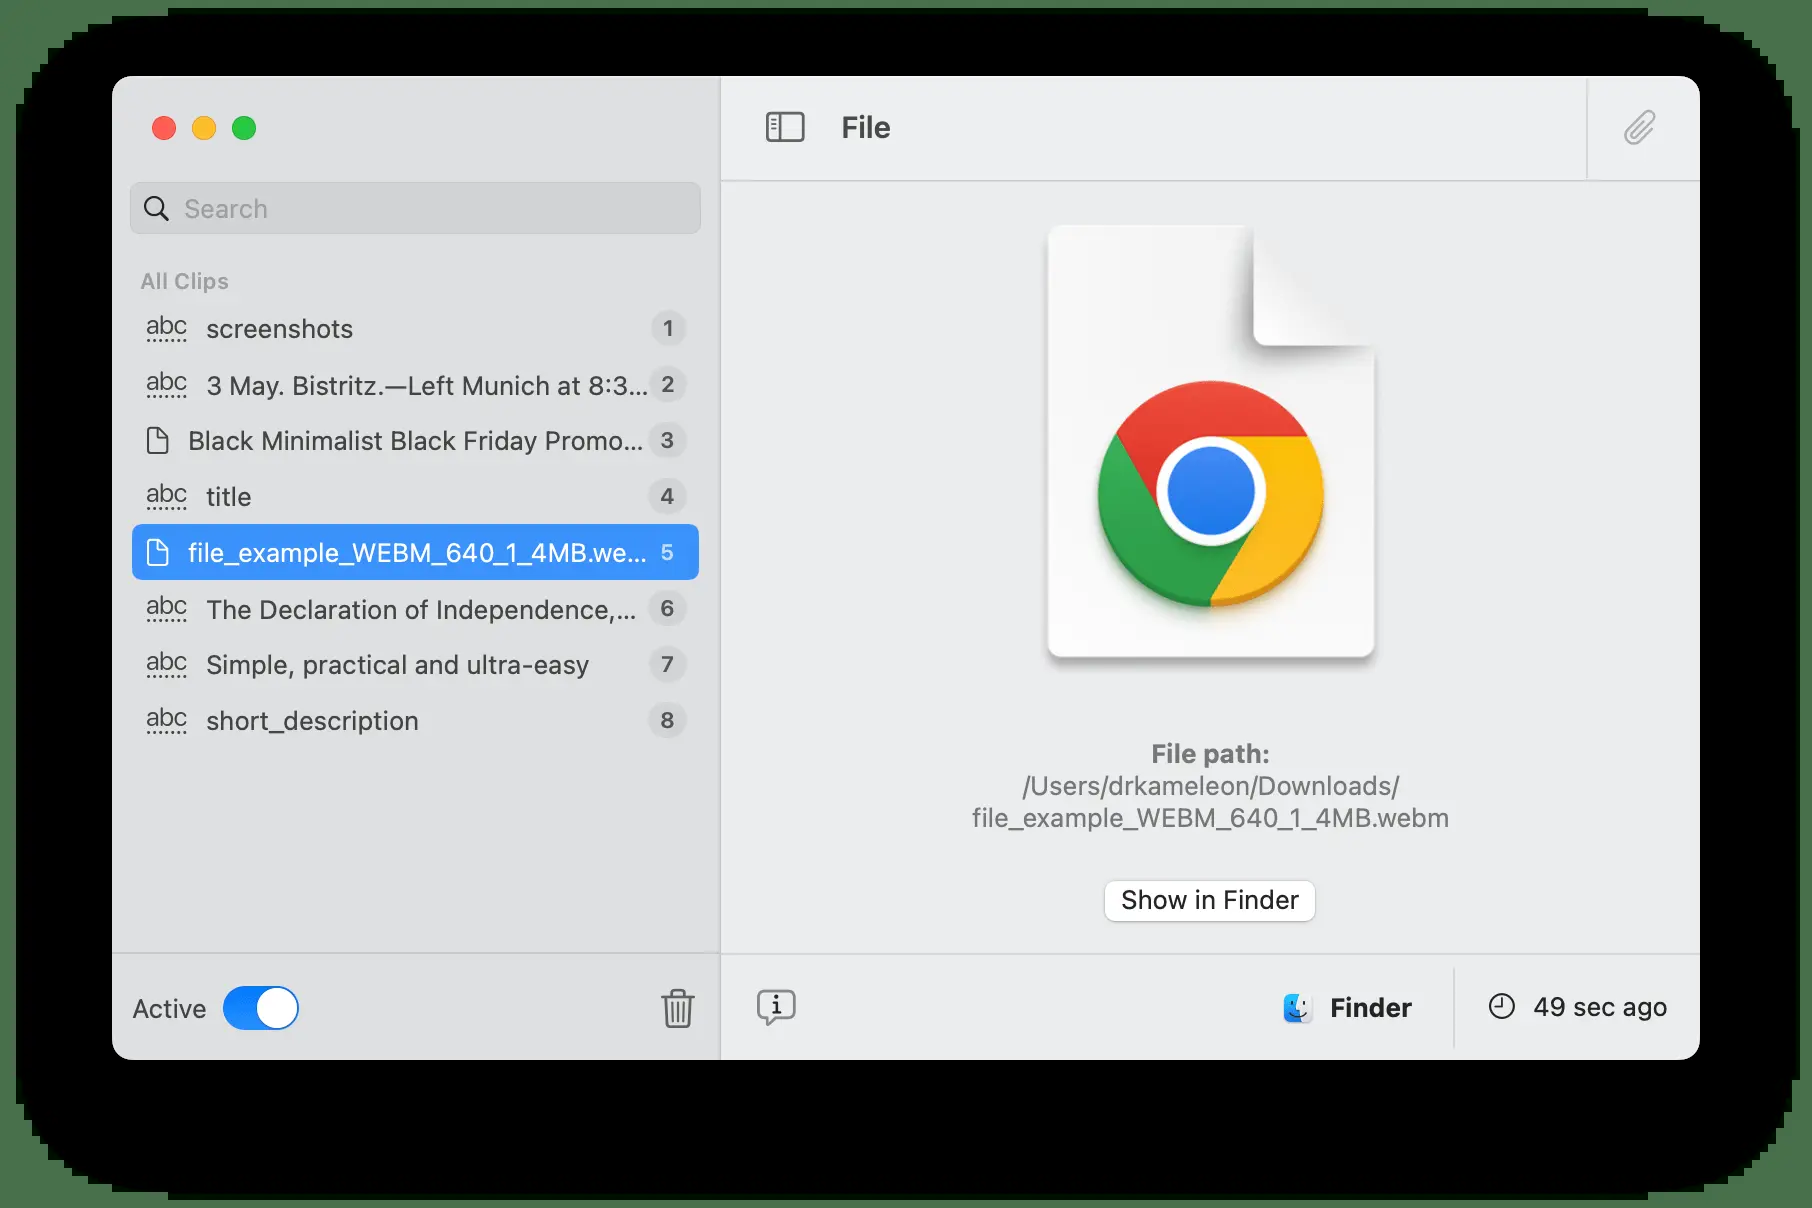 File
Search
All Clips
abc screenshots 1
abc 3 May. Bistritz.—Left Munich at 8:3... 2
Black Minimalist Black Friday Promo... 3
abc title 4
file_example_WEBM_640_1_4MB.we... 5
abc The Declaration of Independence,... 6
abc Simple, practical and ultra-easy 7
abc short_description 8
File path:
/Users/drkameleon/Downloads/
file_example_WEBM_640_1_4MB.webm
Show in Finder
Active
Finder
49 sec ago